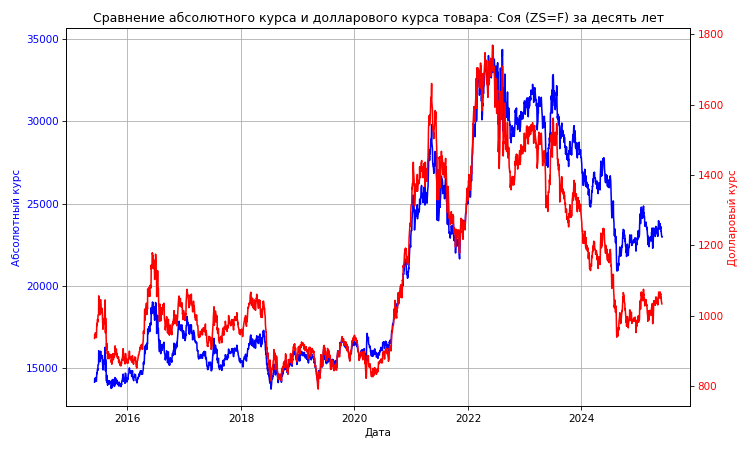 Сравнение абсолютного курса и долларового курса товара: Соя (ZS=F) за десять лет
35000
30000
25000
20000
15000
Абсолютный курс
1800
1600
1400
1200
1000
800
Долларовый курс
2016 2018 2020 2022 2024
Дата